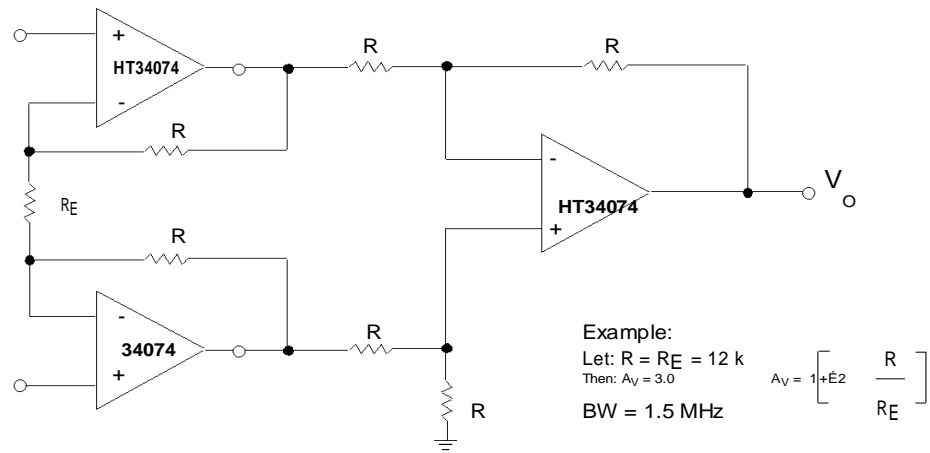 R
R
+
HT34074
-
R
-
V
O
RE
HT34074
+
R
-
34074
R
+
R
Example:
Let: R = RE = 12 k
Then: AV = 3.0
BW = 1.5 MHz
AV = 1+É2 [ R / RE ]